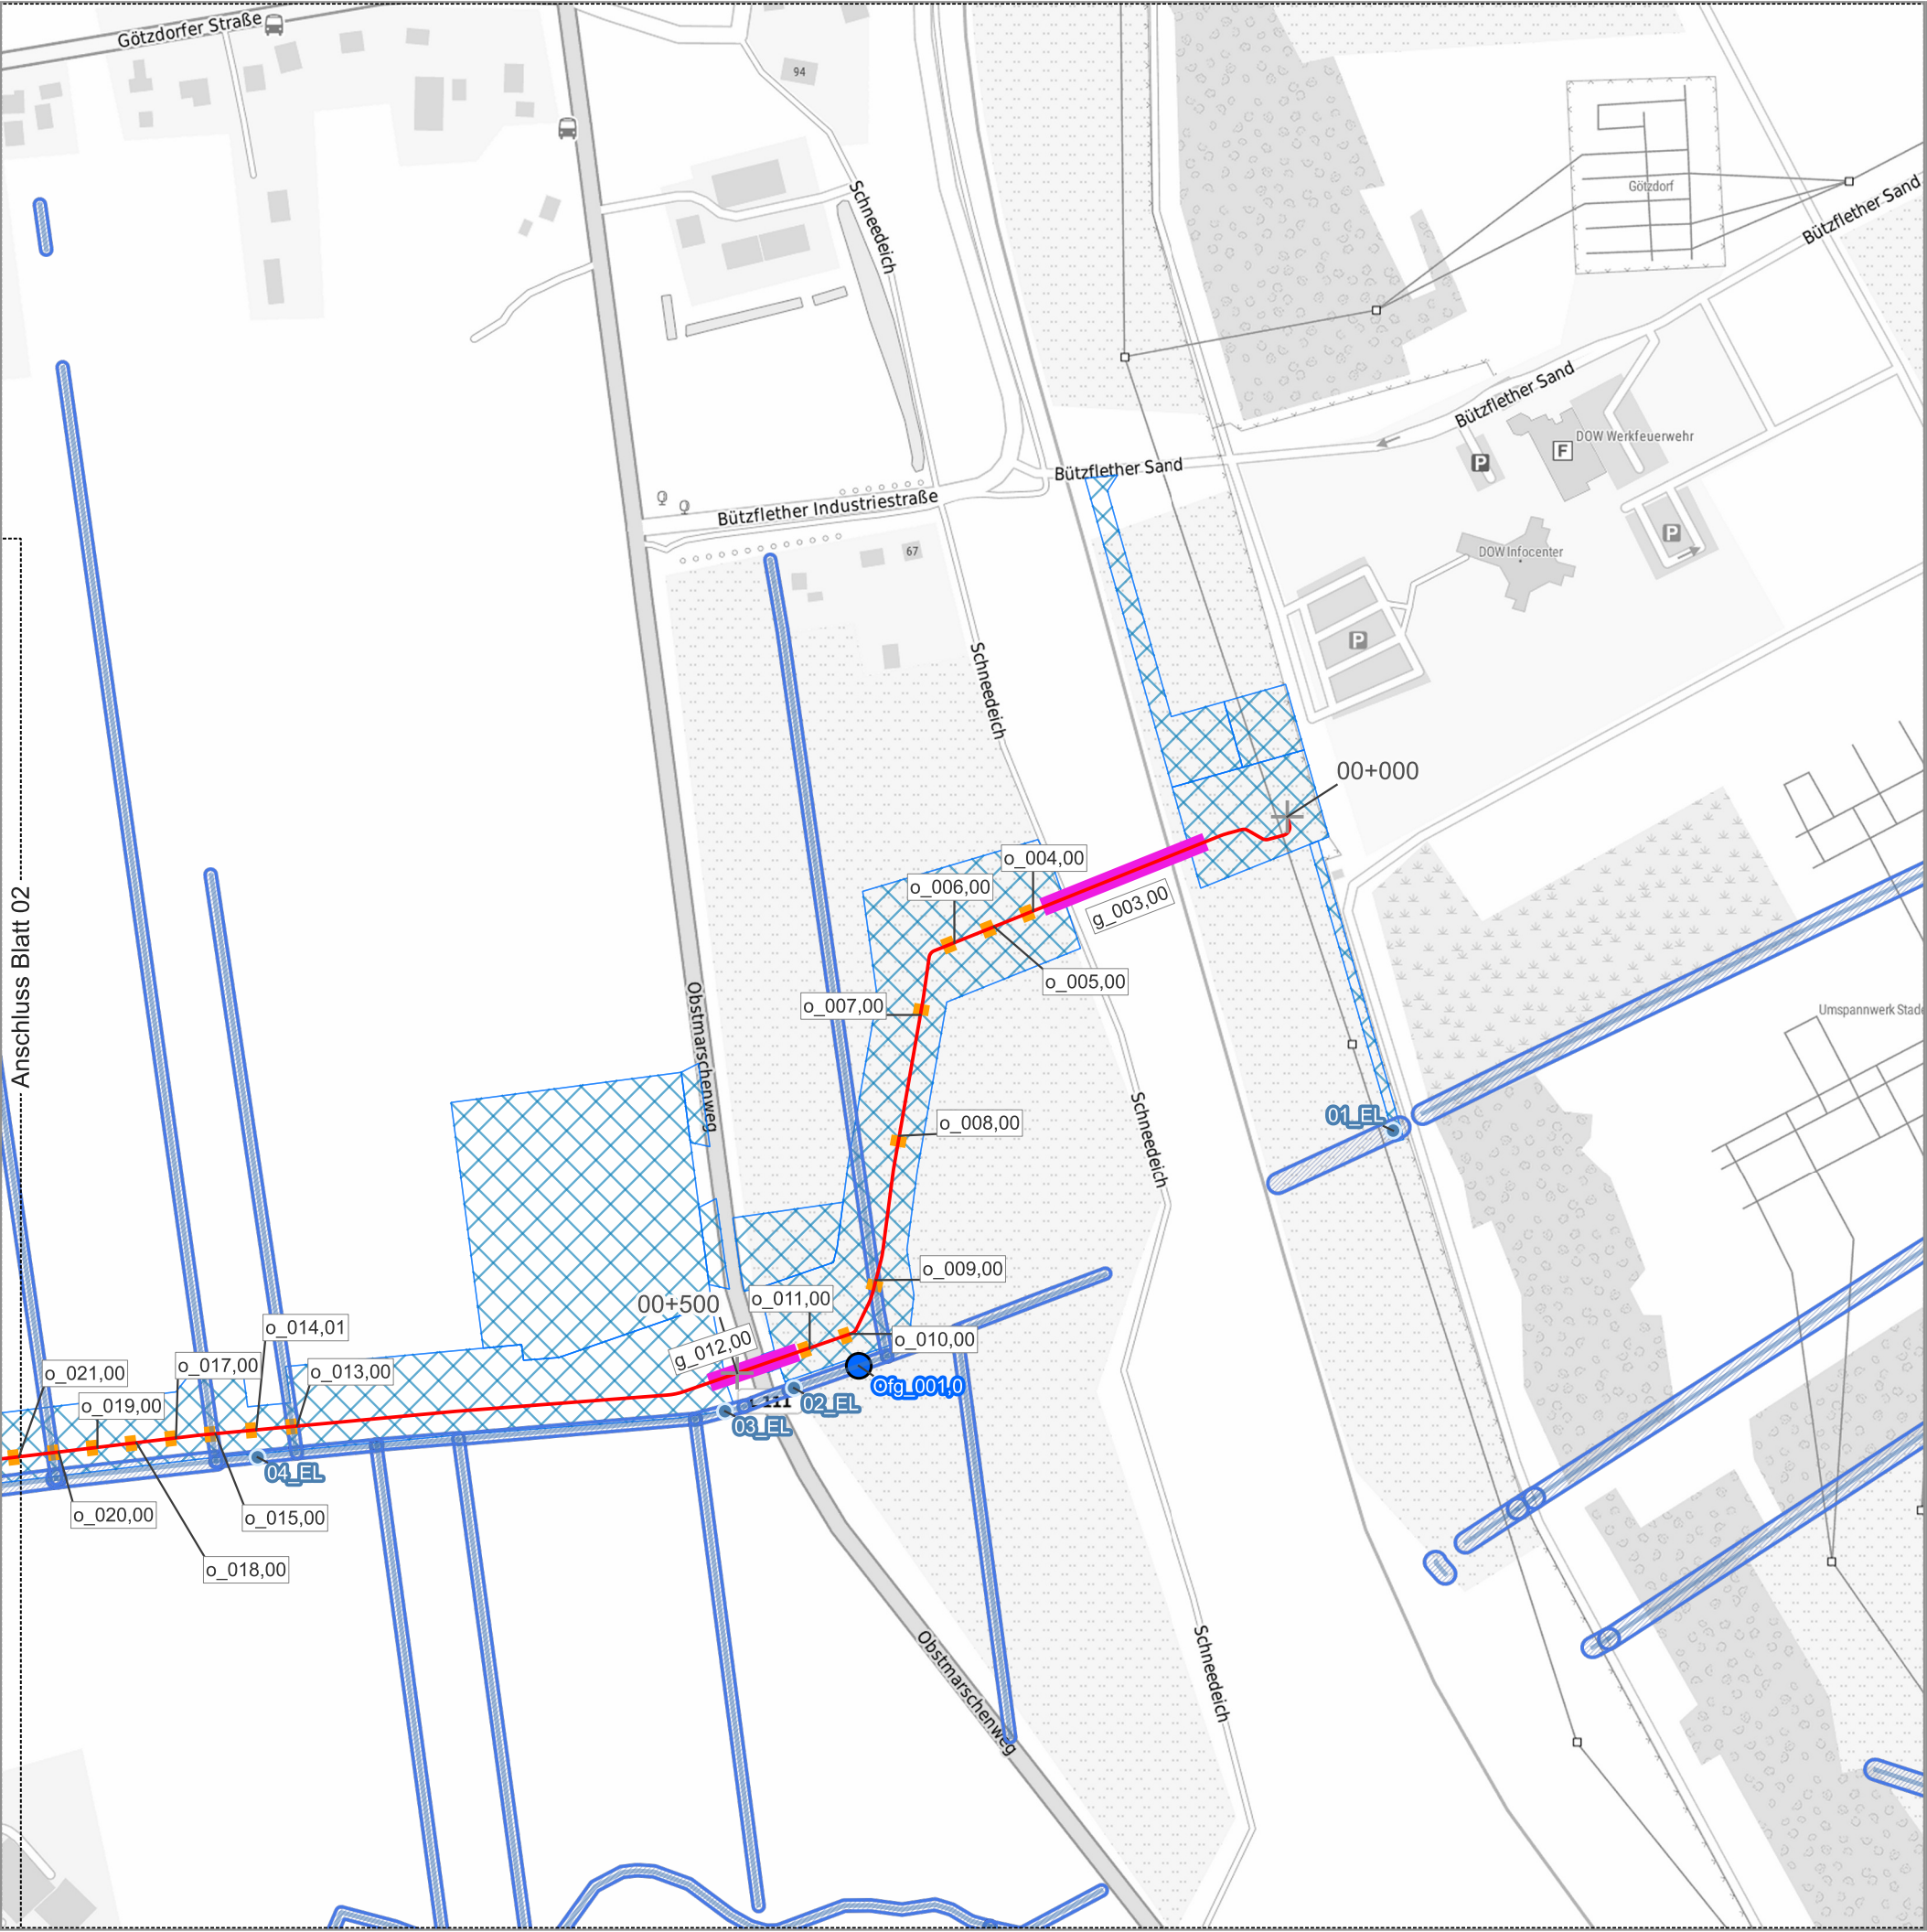 Götzdorfer Straße
94
Schneedeich
Götzdorf
Bützflether Sand
Bützflether Sand
DOW Werkfeuerwehr
F
P
Bützflether Sand
Bützflether Industriestraße
P
67
DOW Infocenter
P
Schneedeich
00+000
o_004,00
o_006,00
g_003,00
Anschluss Blatt 02
o_005,00
o_007,00
Obstmarschenweg
Umspannwerk Stade
o_008,00
01_EL
Schneedeich
o_009,00
o_011,00
00+500
o_014,01
g_012,00
o_010,00
o_017,00
o_021,00
o_013,00
Ofg_001,0
o_019,00
111
02_EL
03_EL
04_EL
o_020,00
o_015,00
o_018,00
Obstmarschenweg
Schneedeich